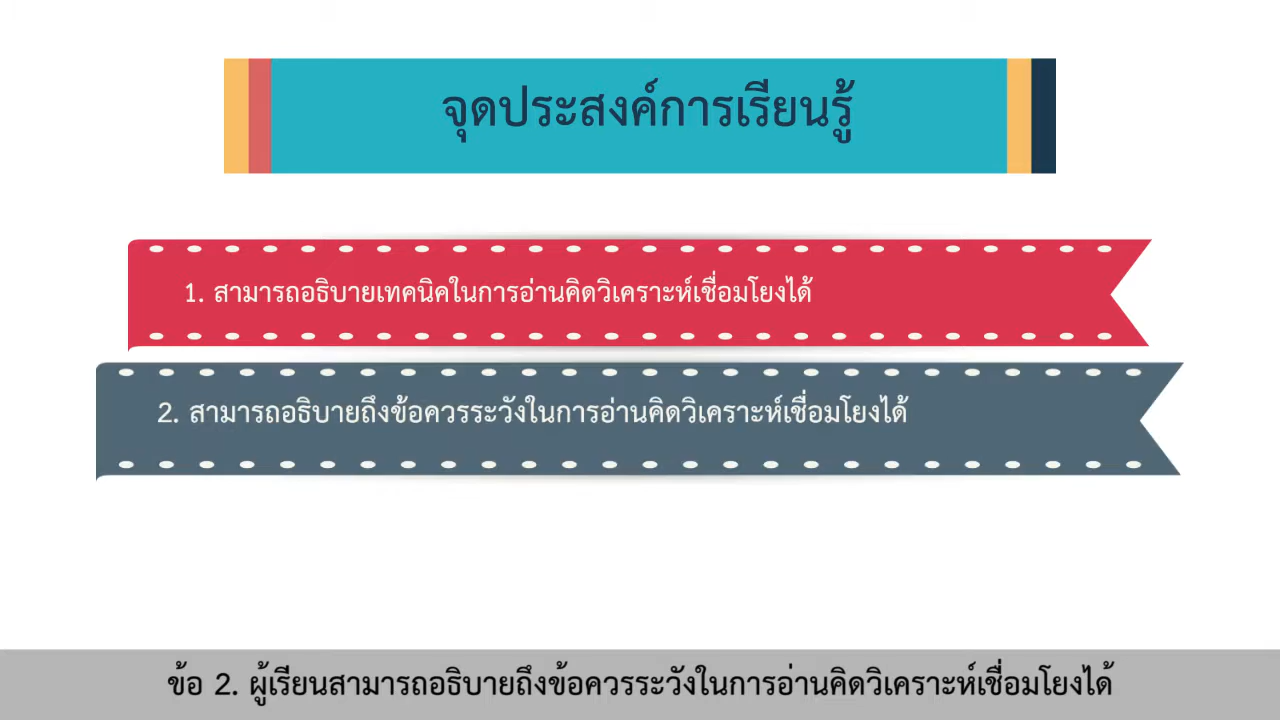 จุดประสงค์การเรียนรู้
1. สามารถอธิบายเทคนิคในการอ่านคิดวิเคราะห์เชื่อมโยงได้
2. สามารถอธิบายถึงข้อควรระวังในการอ่านคิดวิเคราะห์เชื่อมโยงได้
ข้อ 2. ผู้เรียนสามารถอธิบายถึงข้อควรระวังในการอ่านคิดวิเคราะห์เชื่อมโยงได้